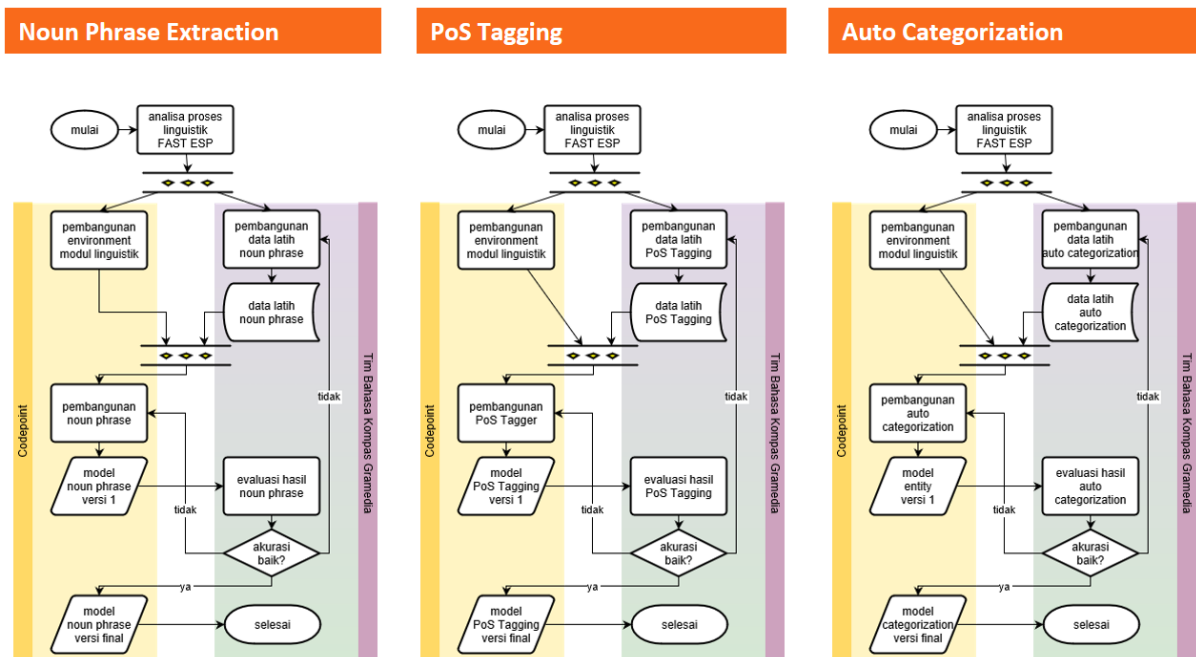 Noun Phrase Extraction
mulai
analisa proses
linguistik
FAST ESP
Codepoint
Tim Bahasa Kompas Gramedia
pembangunan
environment
modul linguistik
pembangunan
data latih
noun phrase
data latih
noun phrase
pembangunan
noun phrase
tidak
model
noun phrase
versi 1
evaluasi hasil
noun phrase
tidak
akurasi
baik?
ya
model
noun phrase
versi final
selesai
PoS Tagging
mulai
analisa proses
linguistik
FAST ESP
pembangunan
environment
modul linguistik
pembangunan
data latih
PoS Tagging
data latih
PoS Tagging
Tim Bahasa Kompas Gramedia
Codepoint
pembangunan
PoS Tagger
tidak
model
PoS Tagging
versi 1
evaluasi hasil
PoS Tagging
tidak
akurasi
baik?
ya
model
PoS Tagging
versi final
selesai
Auto Categorization
mulai
analisa proses
linguistik
FAST ESP
pembangunan
environment
modul linguistik
pembangunan
data latih
auto categorization
data latih
auto
categorization
Tim Bahasa Kompas Gramedia
Codepoint
pembangunan
auto
categorization
tidak
model
entity
versi 1
evaluasi hasil
auto
categorization
tidak
akurasi
baik?
ya
model
categorization
versi final
selesai